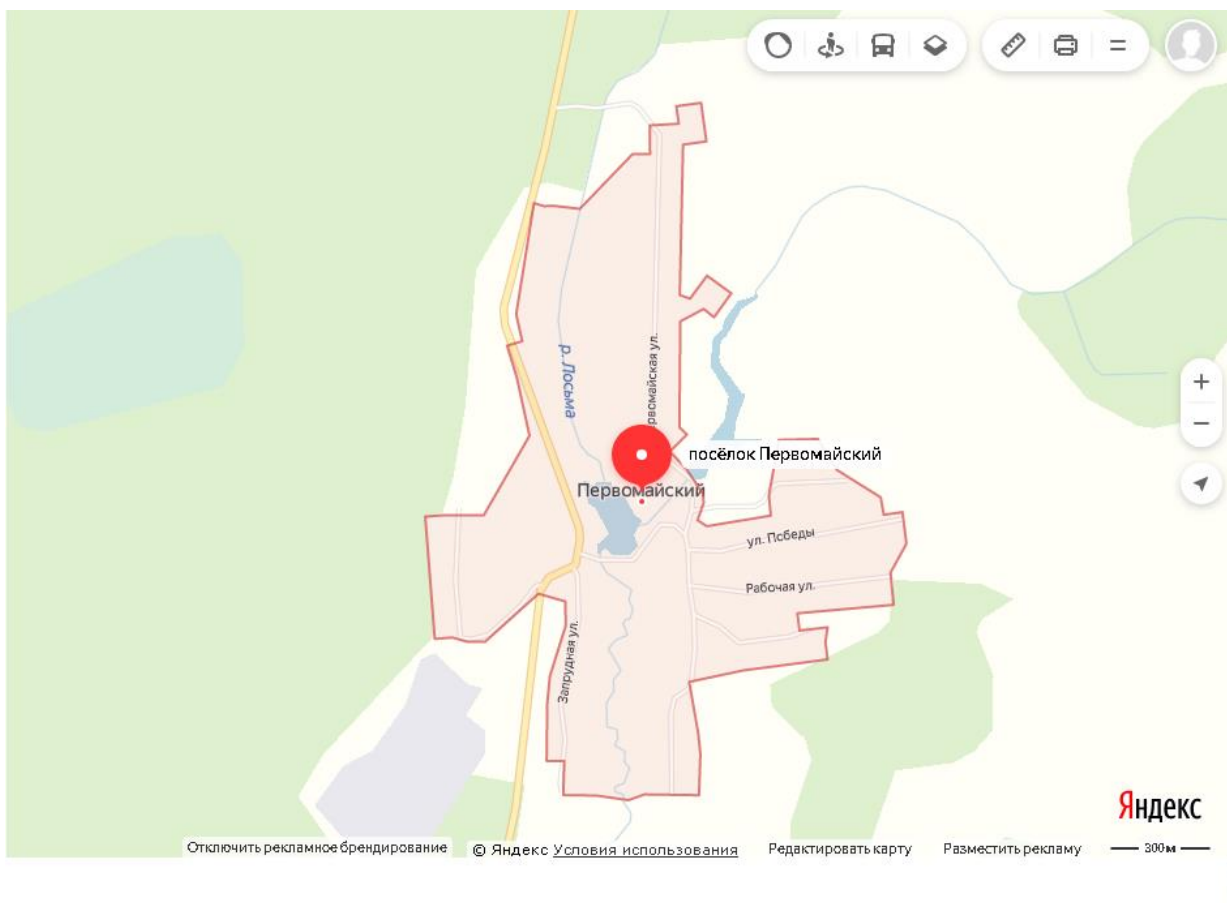 р. Лосьма
рвомайская ул.
посёлок Первомайский
Первомайский
ул. Победы
Рабочая ул.
Запрудная ул.
Яндекс
Отключить рекламное брендирование
© Яндекс Условия использования
Редактировать карту
Разместить рекламу
300 м